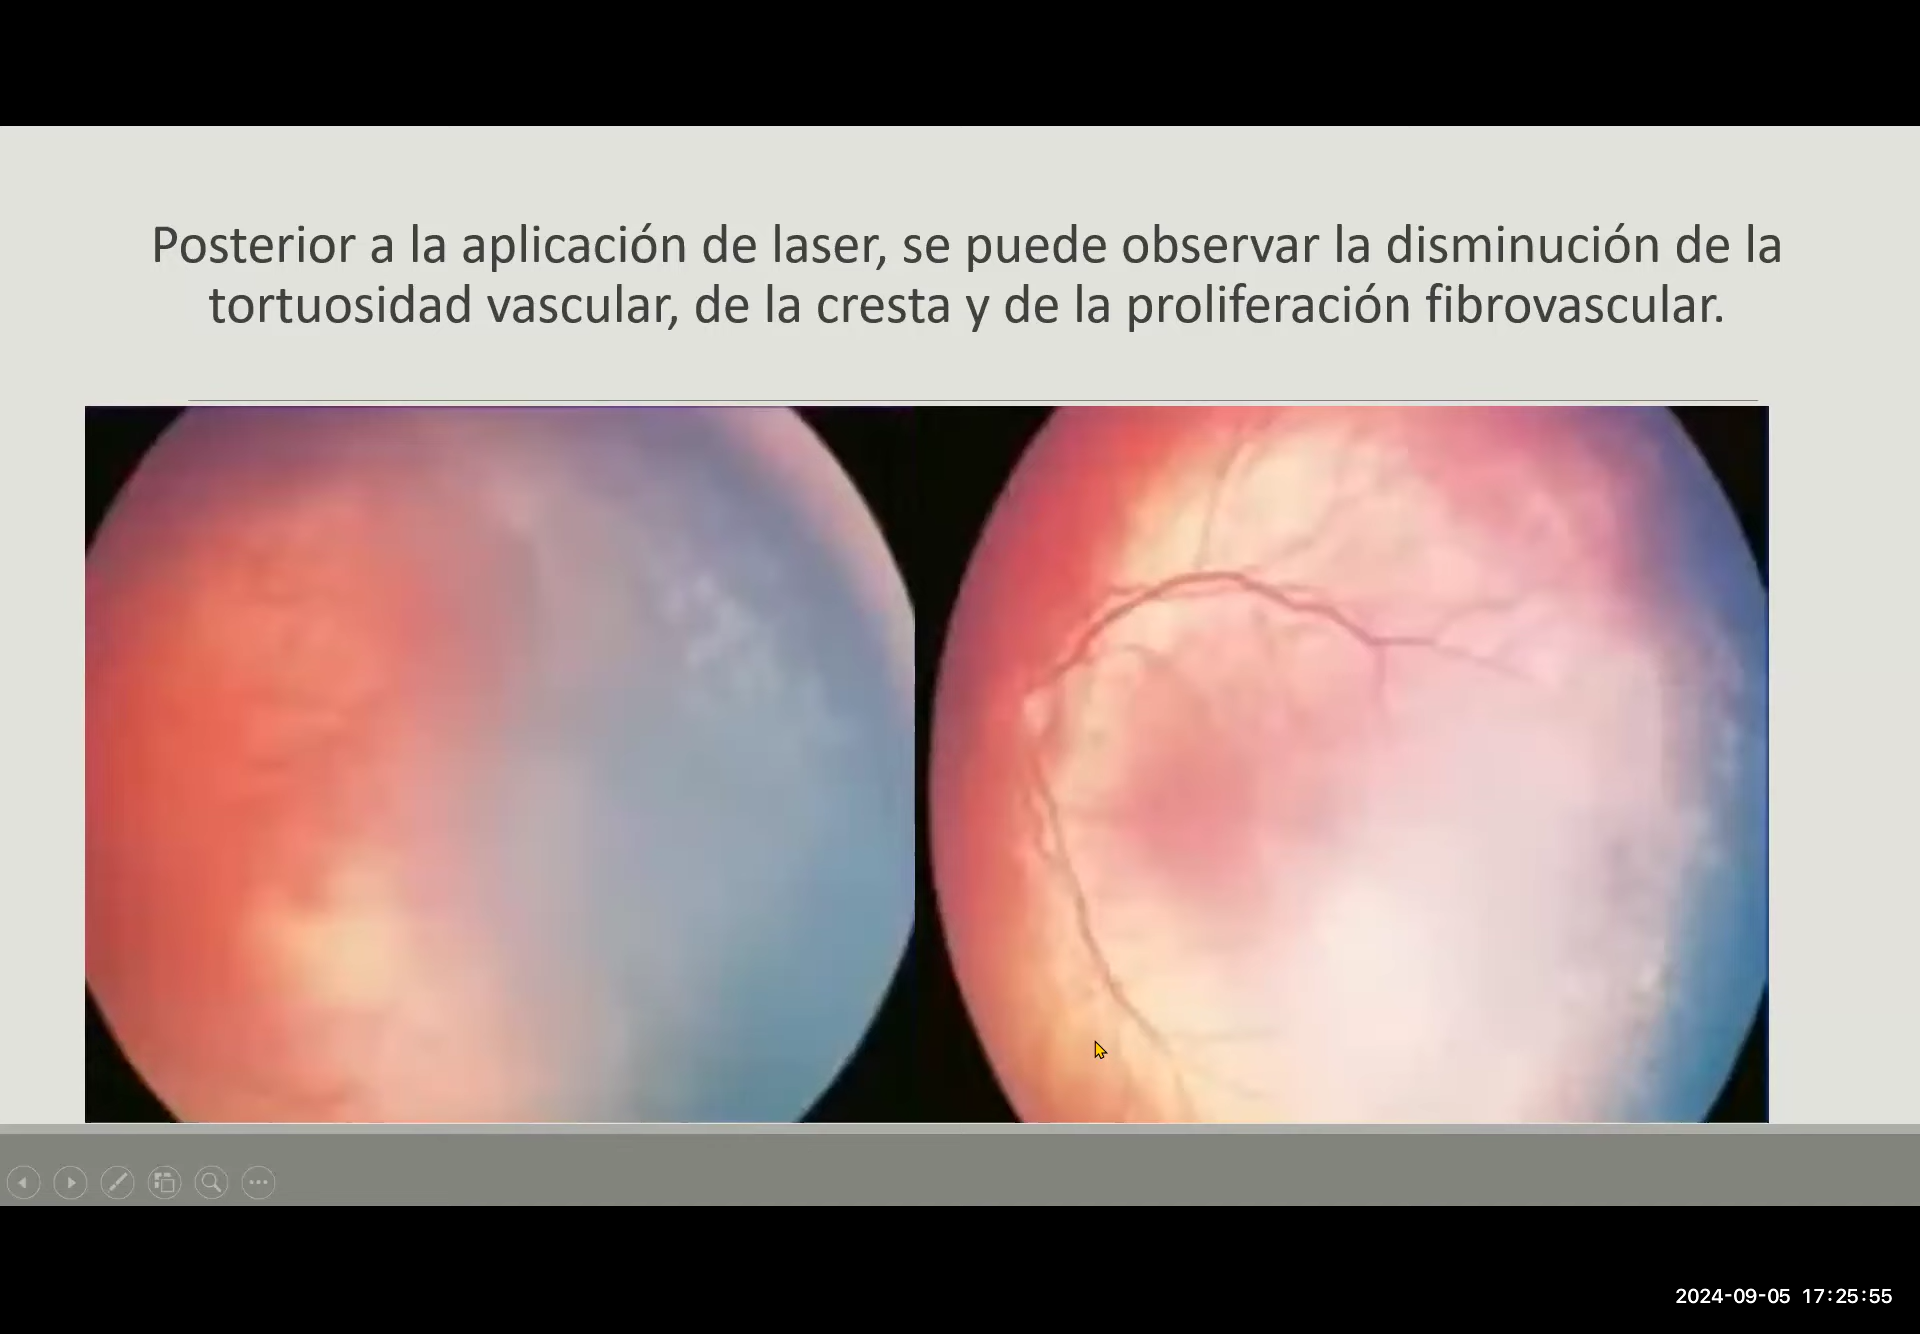 Posterior a la aplicación de laser, se puede observar la disminución de la
tortuosidad vascular, de la cresta y de la proliferación fibrovascular.
2024-09-05 17:25:55